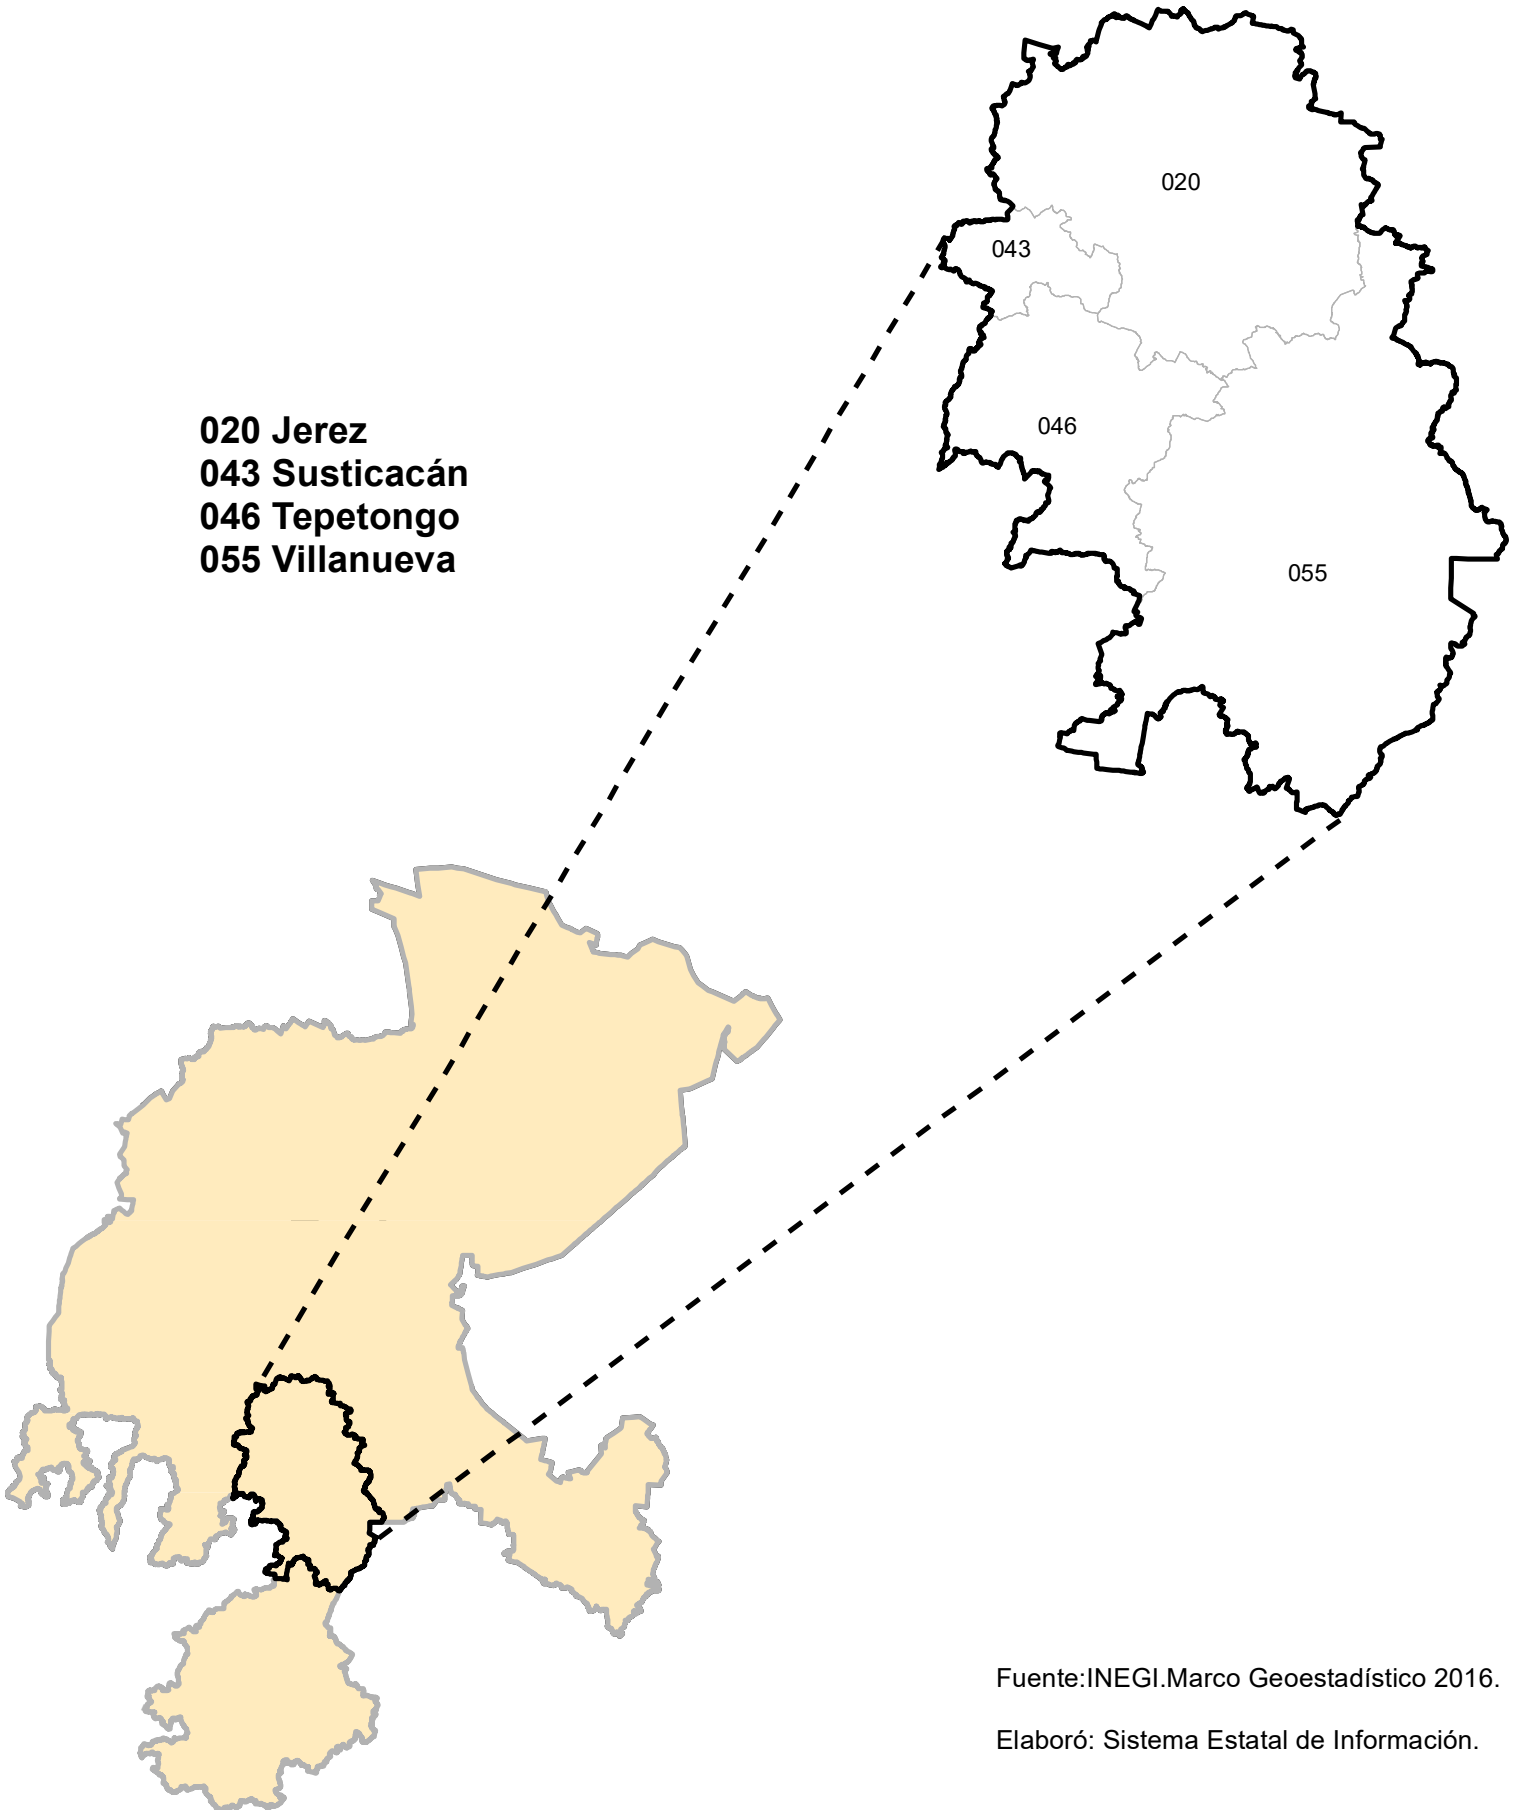 020
043
046
055
020 Jerez
043 Susticacán
046 Tepetongo
055 Villanueva
Fuente:INEGI.Marco Geoestadístico 2016.
Elaboró: Sistema Estatal de Información.